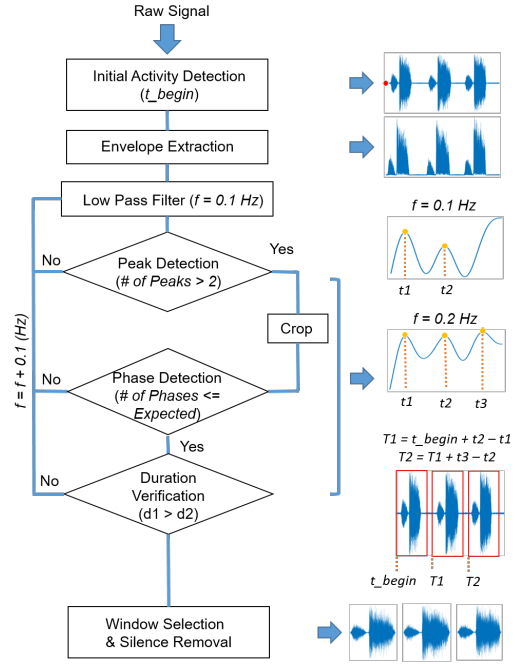 Raw Signal
Initial Activity Detection
(t_begin)
Envelope Extraction
Low Pass Filter (f = 0.1 Hz)
No
Yes
Peak Detection
(# of Peaks > 2)
Crop
f = f + 0.1 (Hz)
No
Phase Detection
(# of Phases <=
Expected)
Yes
No
Duration
Verification
(d1 > d2)
Window Selection
& Silence Removal
f = 0.1 Hz
t1
t2
f = 0.2 Hz
t1
t2
t3
T1 = t_begin + t2 − t1
T2 = T1 + t3 − t2
t_begin
T1
T2